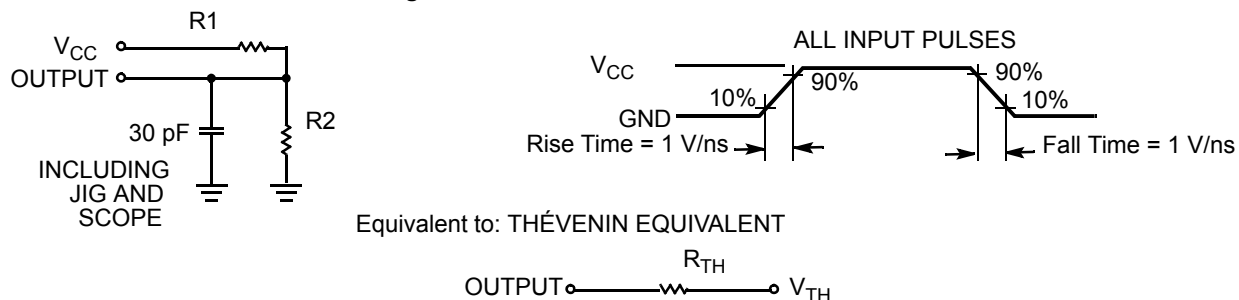 R1
VCC
OUTPUT
30 pF
R2
INCLUDING
JIG AND
SCOPE
ALL INPUT PULSES
VCC
GND
10%
90%
90%
10%
Rise Time = 1 V/ns
Fall Time = 1 V/ns
Equivalent to: THÉVENIN EQUIVALENT
RTH
OUTPUT
VTH